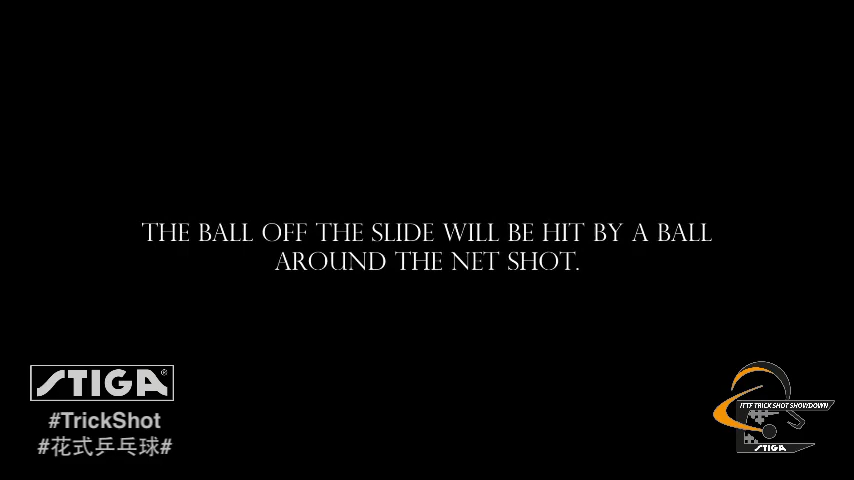 THE BALL OFF THE SLIDE WILL BE HIT BY A BALL
AROUND THE NET SHOT.
STIGA®
#TrickShot
#花式乒乓球#
ITTF TRICK SHOT SHOWDOWN
STIGA